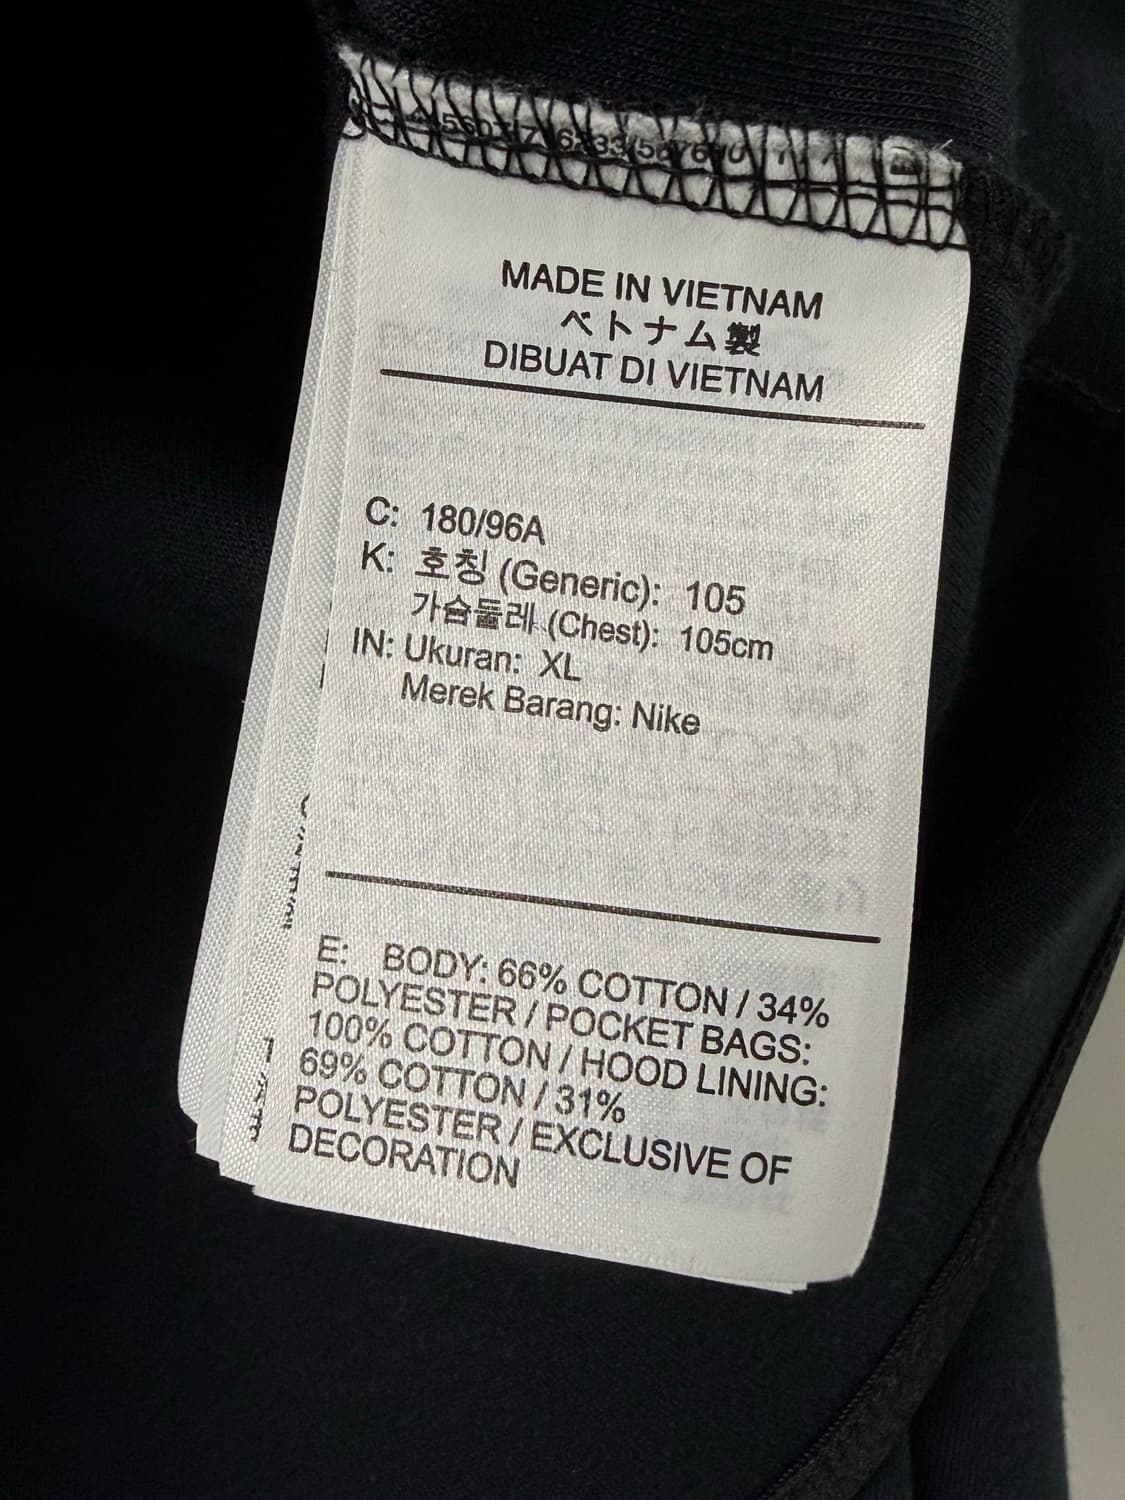 MADE IN VIETNAM
ベトナム製
DIBUAT DI VIETNAM
C: 180/96A
K: 호칭 (Generic): 105
가슴둘레 (Chest): 105cm
IN: Ukuran: XL
Merek Barang: Nike
E: BODY: 66% COTTON / 34%
POLYESTER / POCKET BAGS:
100% COTTON / HOOD LINING:
69% COTTON / 31%
POLYESTER / EXCLUSIVE OF
DECORATION